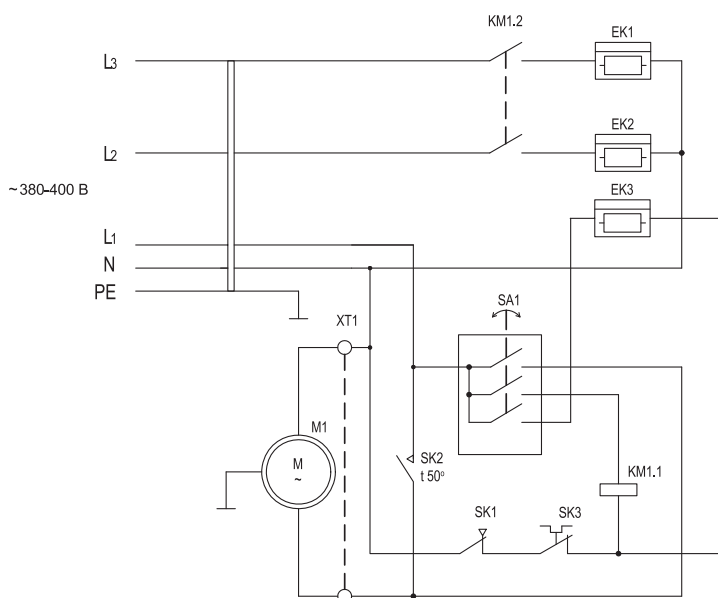 KM1.2
EK1
L3
EK2
L2
EK3
~380-400 В
L1
N
SA1
PE
XT1
M1
M
~
SK2
t 50°
KM1.1
SK1
SK3